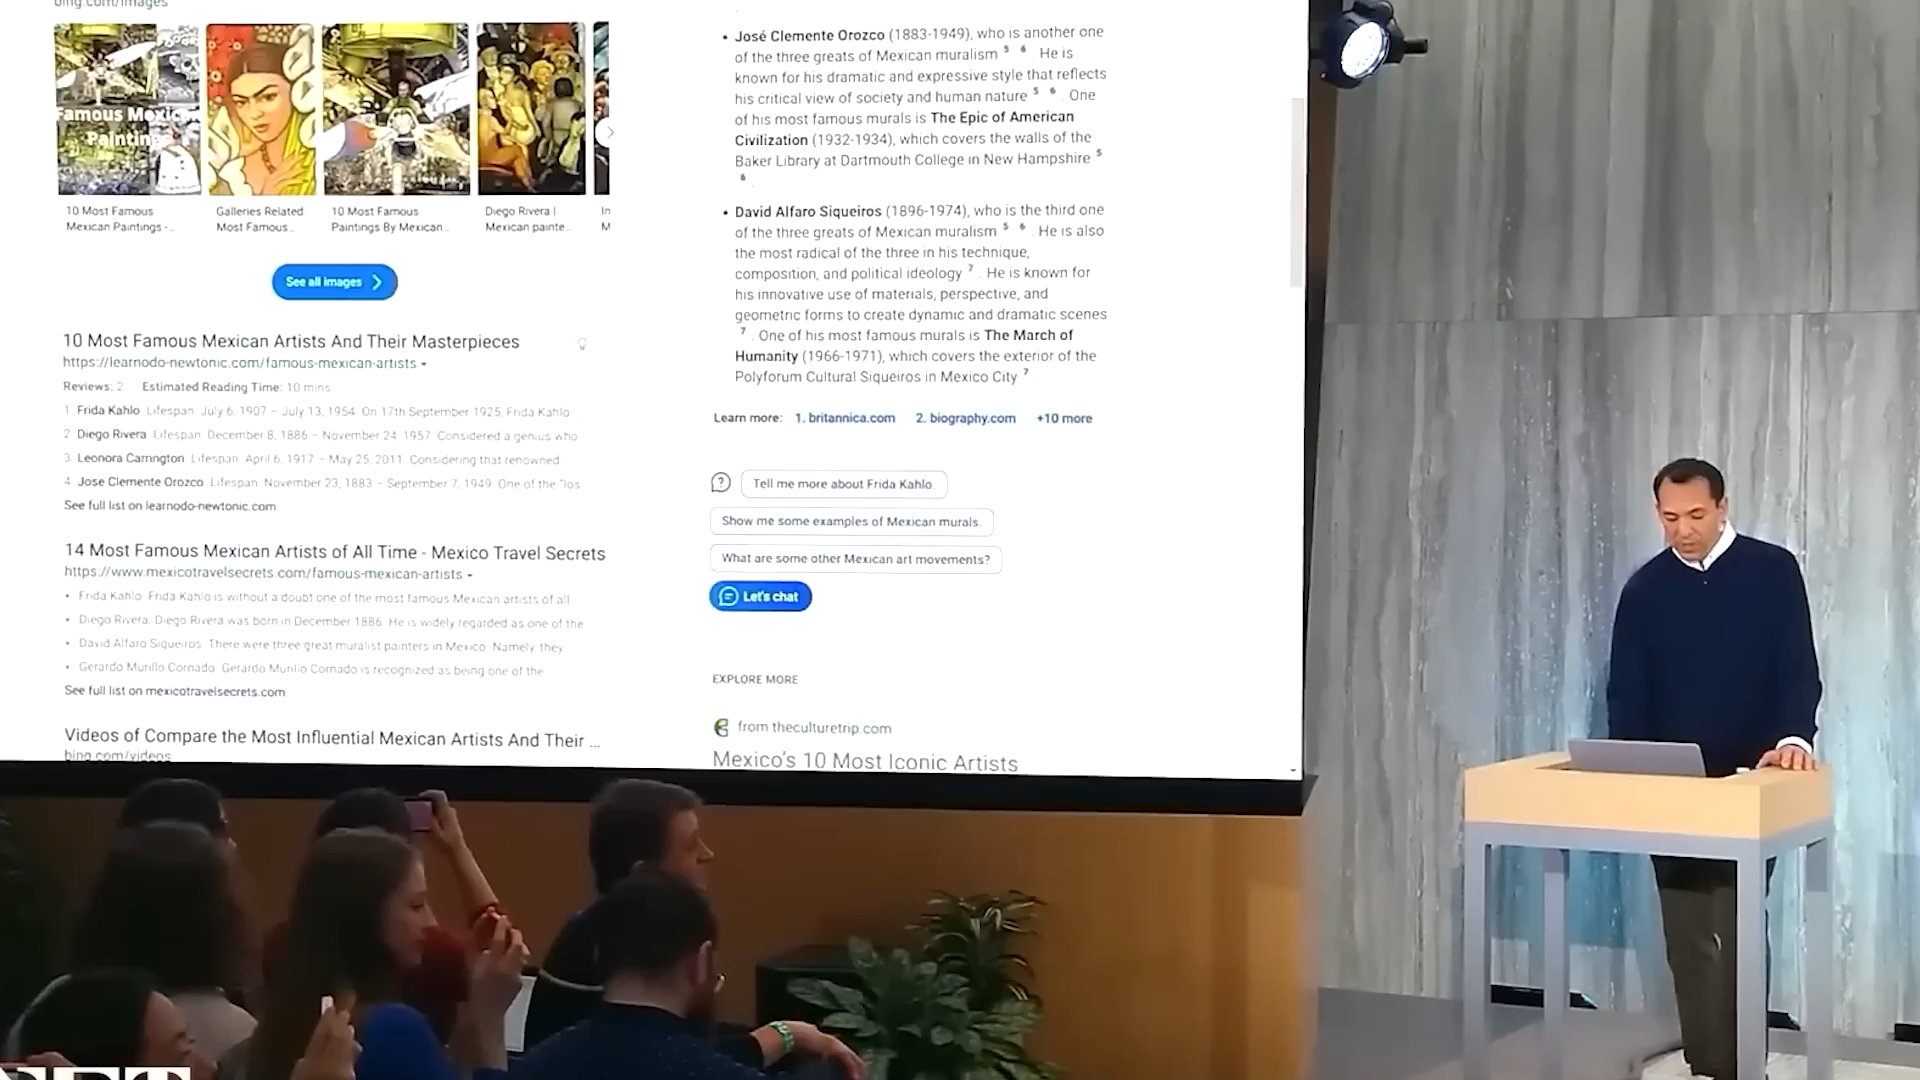 bing.com/images
Famous Mexican
Paintings
10 Most Famous
Mexican Paintings -...
Galleries Related
Most Famous...
10 Most Famous
Paintings By Mexican...
Diego Rivera |
Mexican painte...
In
M
See all images
10 Most Famous Mexican Artists And Their Masterpieces
https://learnodo-newtonic.com/famous-mexican-artists
Reviews: 2 Estimated Reading Time: 10 mins
1 Frida Kahlo Lifespan July 6, 1907 – July 13, 1954 On 17th September 1925, Frida Kahlo
2 Diego Rivera Lifespan December 8, 1886 – November 24 1957 Considered a genius who
3 Leonora Carrington Lifespan April 6, 1917 – May 25, 2011 Considering that renowned
4 Jose Clemente Orozco Lifespan November 23, 1883 – September 7, 1949 One of the "los
See full list on learnodo-newtonic.com
14 Most Famous Mexican Artists of All Time - Mexico Travel Secrets
https://www.mexicotravelsecrets.com/famous-mexican-artists
• Frida Kahlo Frida Kahlo is without a doubt one of the most famous Mexican artists of all
• Diego Rivera. Diego Rivera was born in December 1886 He is widely regarded as one of the
• David Alfaro Siqueiros. There were three great muralist painters in Mexico Namely, they
• Gerardo Murillo Cornado Gerardo Murillo Cornado is recognized as being one of the
See full list on mexicotravelsecrets.com
Videos of Compare the Most Influential Mexican Artists And Their ...
bing.com/videos
• José Clemente Orozco (1883-1949), who is another one
of the three greats of Mexican muralism 5 6 . He is
known for his dramatic and expressive style that reflects
his critical view of society and human nature 5 6 . One
of his most famous murals is The Epic of American
Civilization (1932-1934), which covers the walls of the
Baker Library at Dartmouth College in New Hampshire 5
6 .
• David Alfaro Siqueiros (1896-1974), who is the third one
of the three greats of Mexican muralism 5 6 . He is also
the most radical of the three in his technique,
composition, and political ideology 7 . He is known for
his innovative use of materials, perspective, and
geometric forms to create dynamic and dramatic scenes
7 . One of his most famous murals is The March of
Humanity (1966-1971), which covers the exterior of the
Polyforum Cultural Siqueiros in Mexico City 7
Learn more: 1. britannica.com 2. biography.com +10 more
Tell me more about Frida Kahlo.
Show me some examples of Mexican murals.
What are some other Mexican art movements?
Let's chat
EXPLORE MORE
from theculturetrip.com
Mexico's 10 Most Iconic Artists